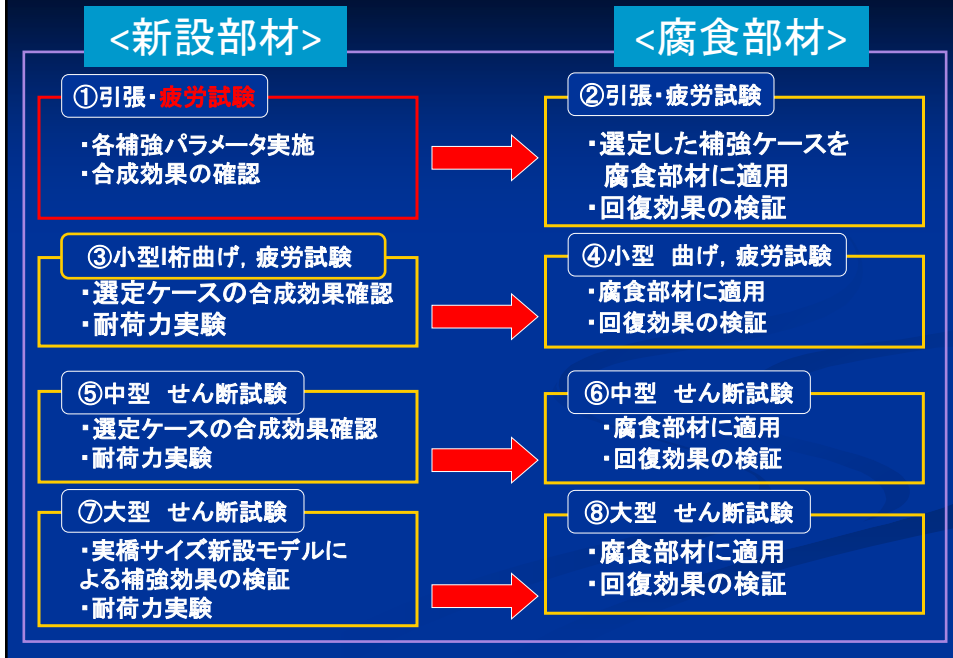 <新設部材>
<腐食部材>
①引張・疲労試験
・各補強パラメータ実施
・合成効果の確認
②引張・疲労試験
・選定した補強ケースを
腐食部材に適用
・回復効果の検証
③小型I桁曲げ，疲労試験
・選定ケースの合成効果確認
・耐荷力実験
④小型　曲げ，疲労試験
・腐食部材に適用
・回復効果の検証
⑤中型　せん断試験
・選定ケースの合成効果確認
・耐荷力実験
⑥中型　せん断試験
・腐食部材に適用
・回復効果の検証
⑦大型　せん断試験
・実橋サイズ新設モデルに
よる補強効果の検証
・耐荷力実験
⑧大型　せん断試験
・腐食部材に適用
・回復効果の検証